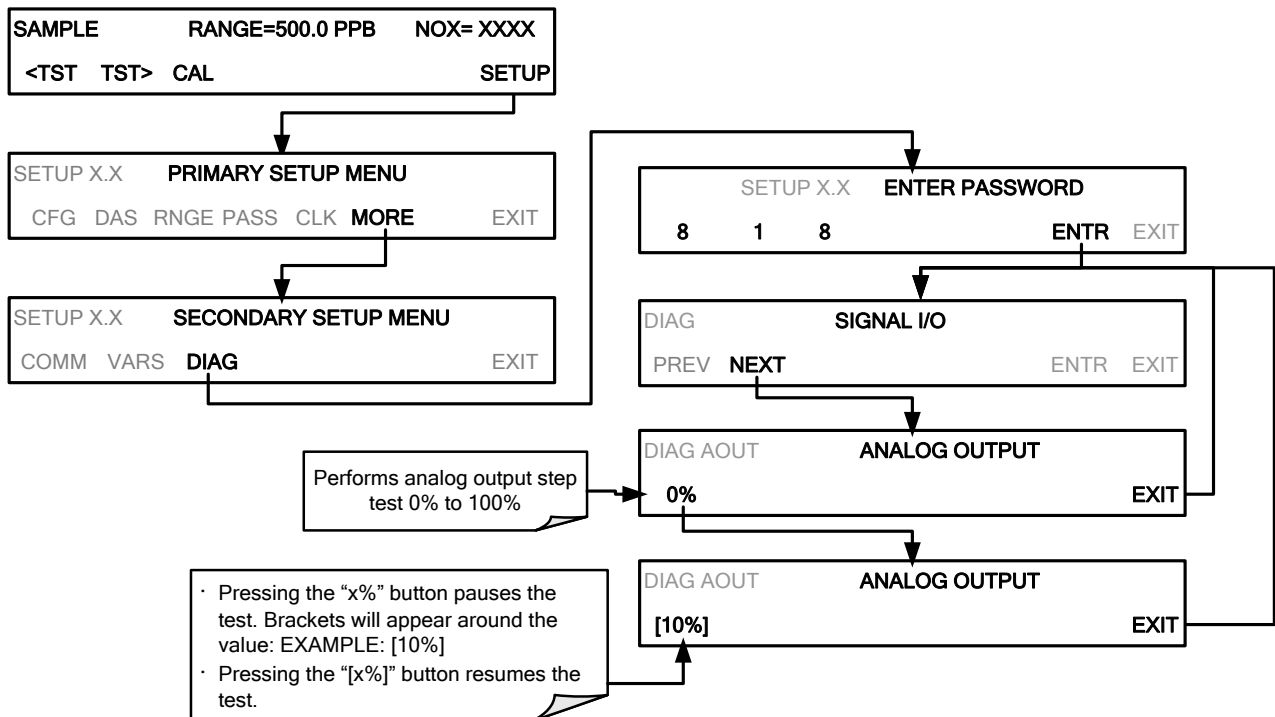 SAMPLE RANGE=500.0 PPB NOX= XXXX
<TST TST> CAL SETUP
SETUP X.X PRIMARY SETUP MENU
CFG DAS RNGE PASS CLK MORE EXIT
SETUP X.X SECONDARY SETUP MENU
COMM VARS DIAG EXIT
SETUP X.X ENTER PASSWORD
8 1 8 ENTR EXIT
DIAG SIGNAL I/O
PREV NEXT ENTR EXIT
DIAG AOUT ANALOG OUTPUT
0% EXIT
Performs analog output step
test 0% to 100%
DIAG AOUT ANALOG OUTPUT
[10%] EXIT
· Pressing the “x%” button pauses the
test. Brackets will appear around the
value: EXAMPLE: [10%]
· Pressing the “[x%]” button resumes the
test.